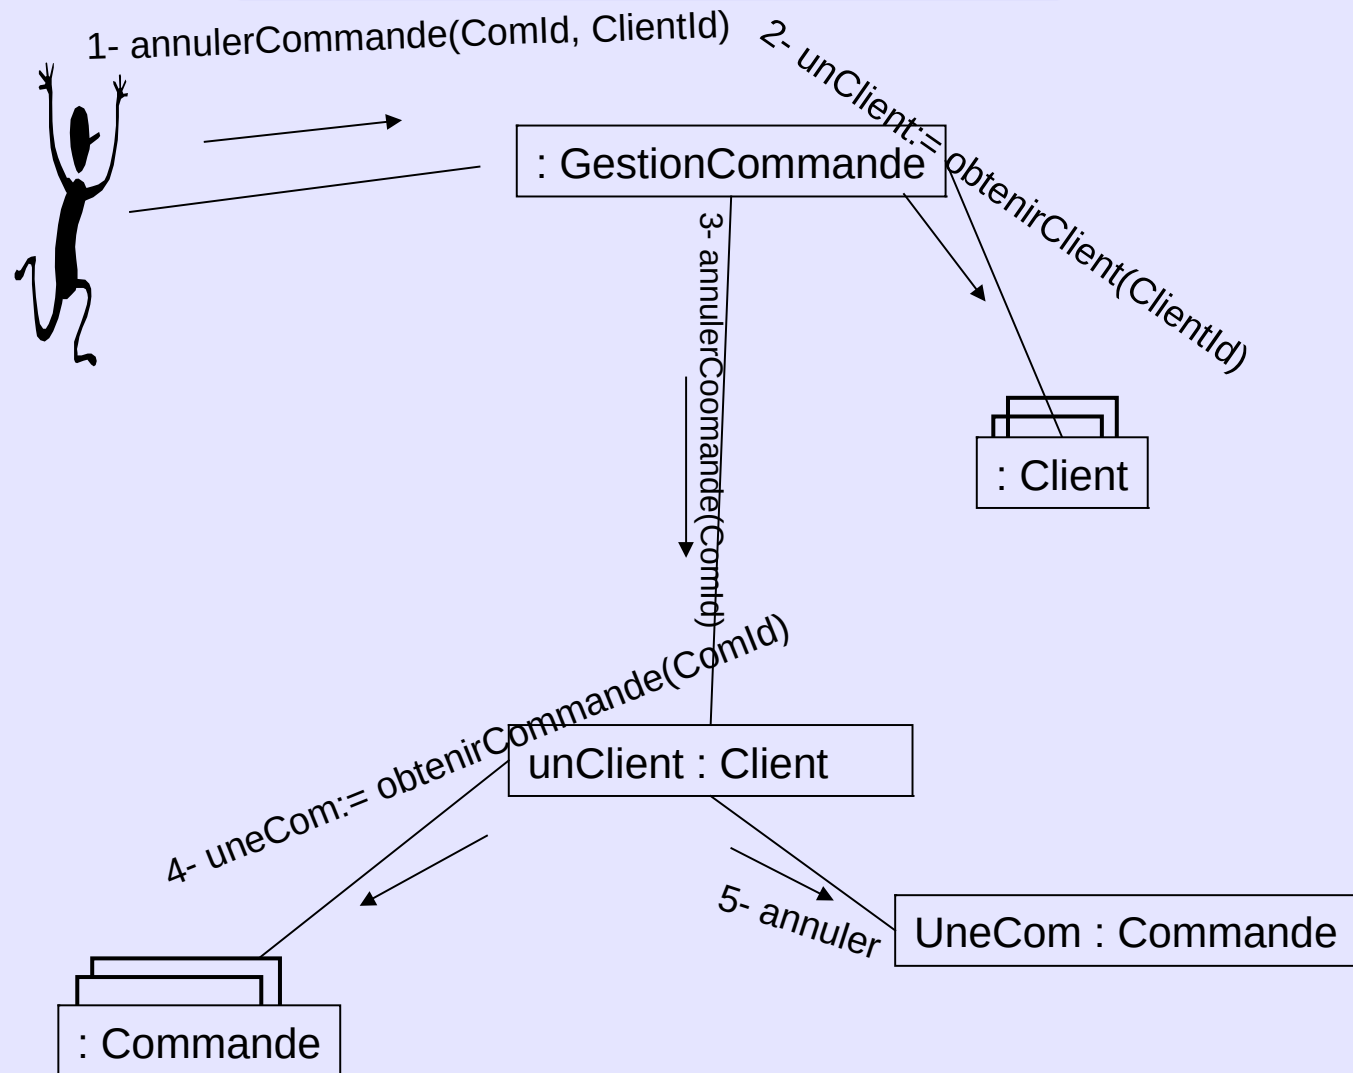 1- annulerCommande(ComId, ClientId)
2- unClient:= obtenirClient(ClientId)
: GestionCommande
3- annulerCoomande(ComId)
: Client
4- uneCom:= obtenirCommande(ComId)
unClient : Client
5- annuler
UneCom : Commande
: Commande